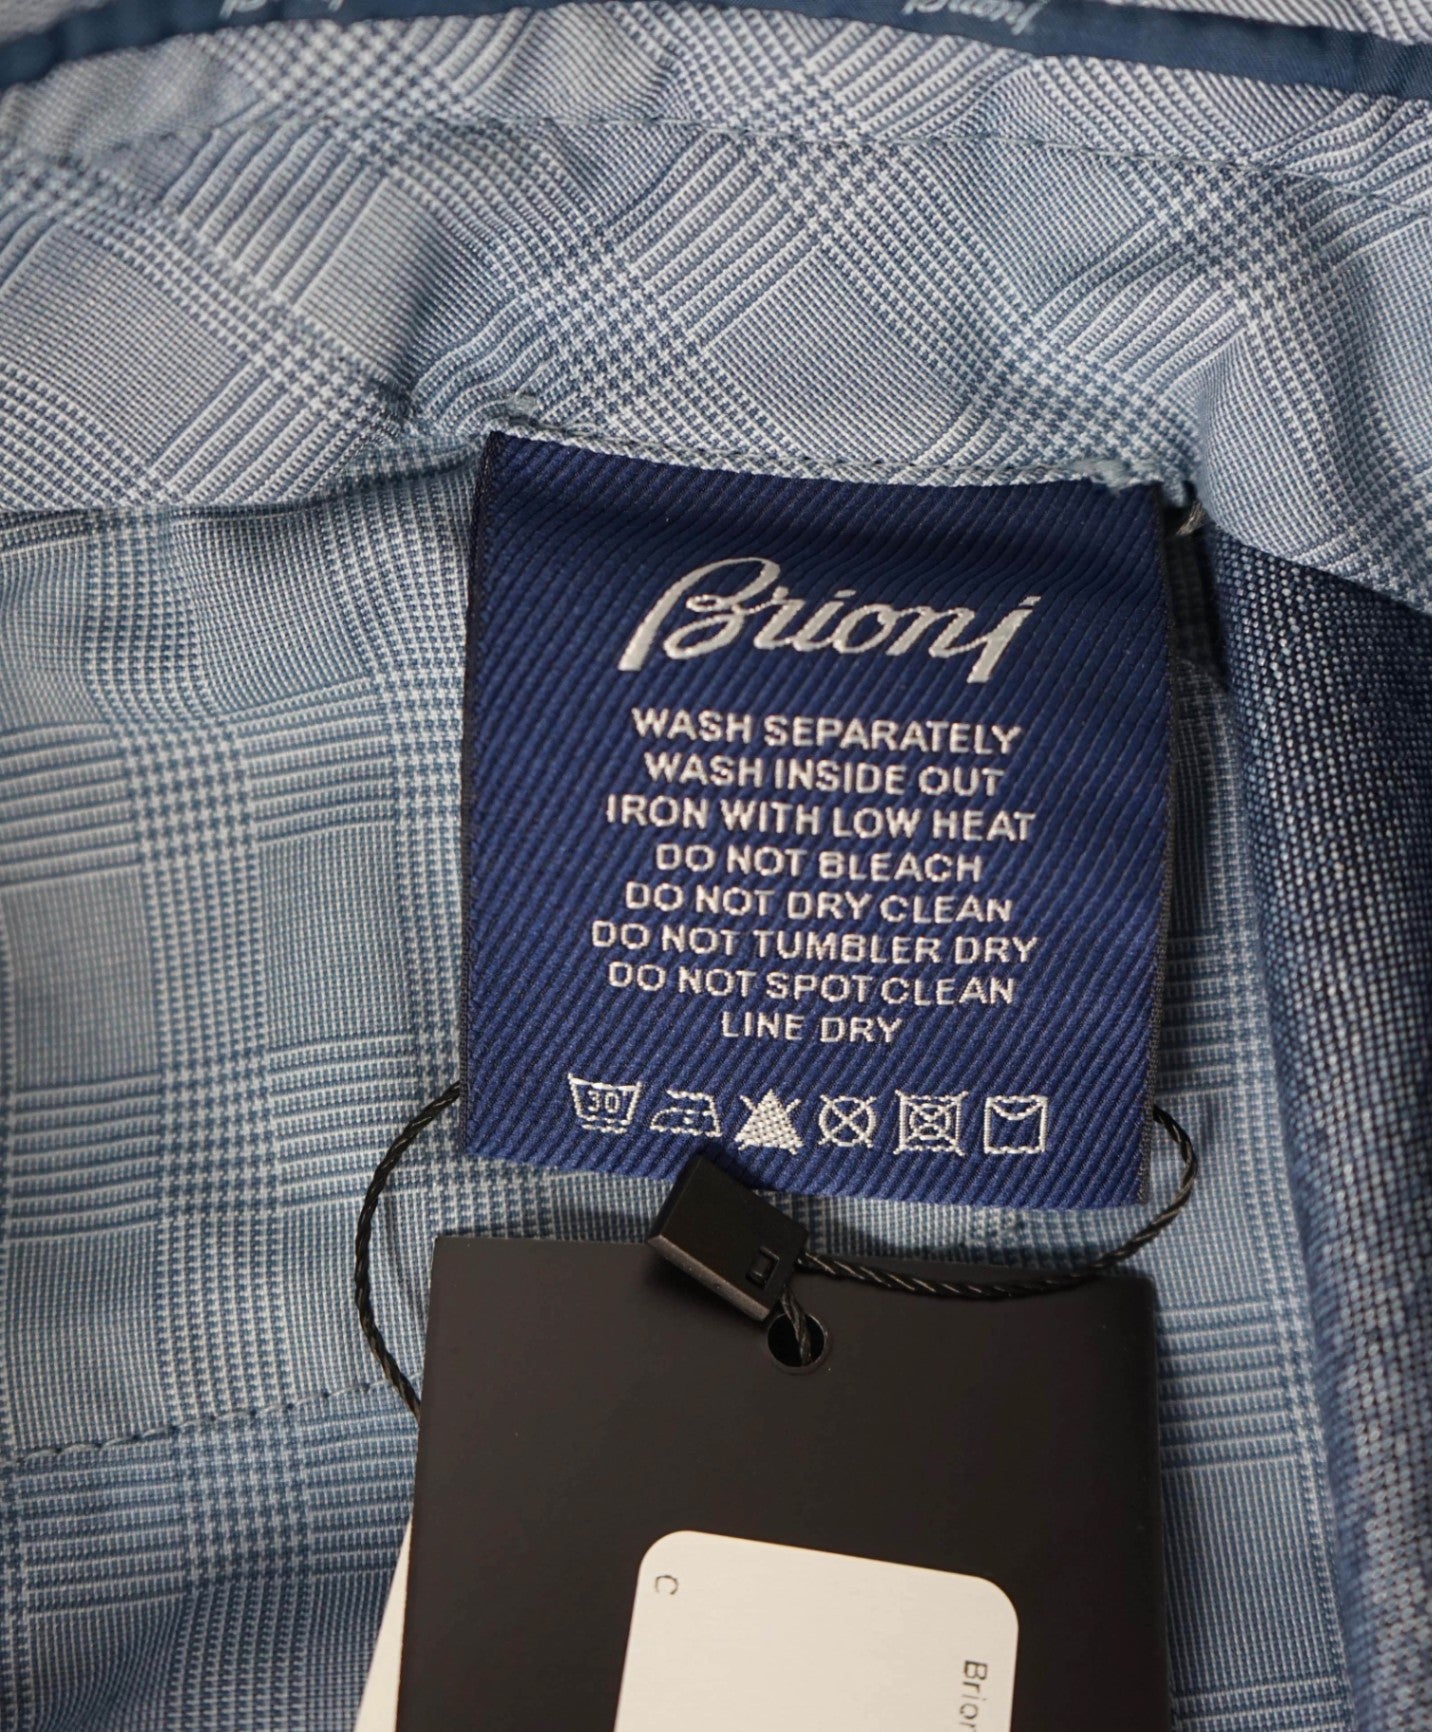 Brioni
WASH SEPARATELY
WASH INSIDE OUT
IRON WITH LOW HEAT
DO NOT BLEACH
DO NOT DRY CLEAN
DO NOT TUMBLER DRY
DO NOT SPOT CLEAN
LINE DRY
30
C
Brion